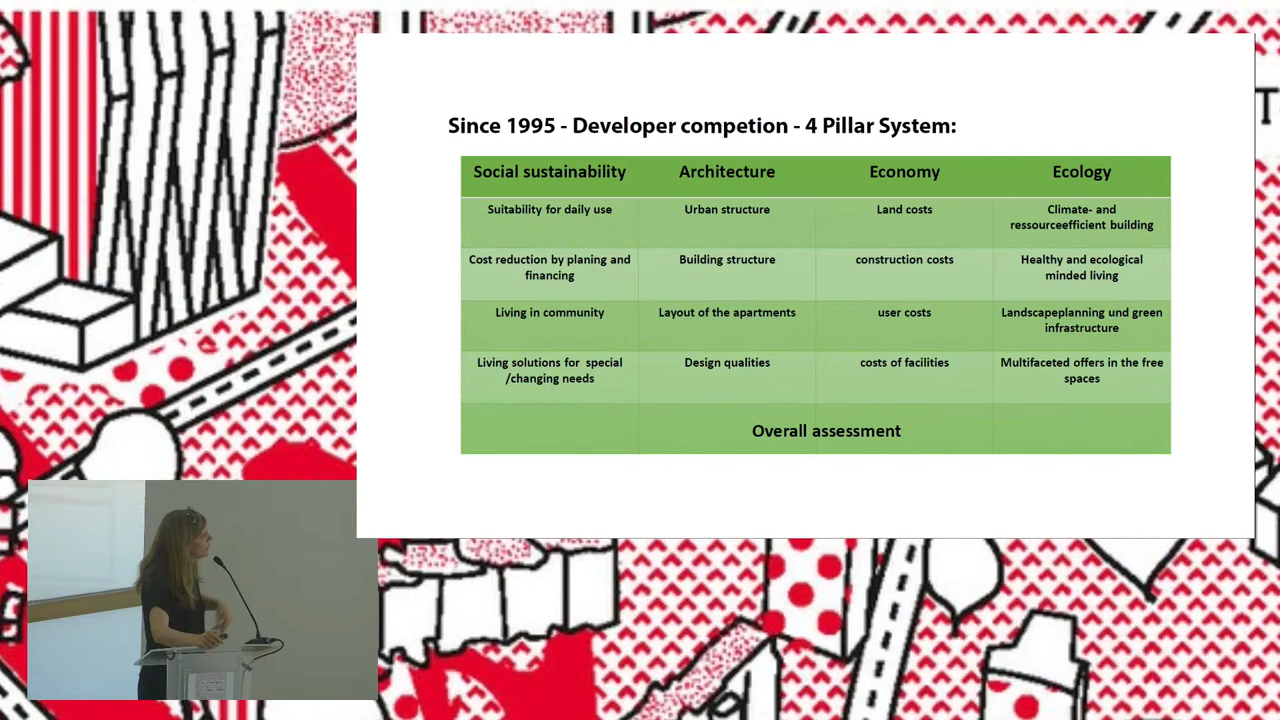 Since 1995 - Developer competion - 4 Pillar System:
Social sustainability Architecture Economy Ecology
Suitability for daily use Urban structure Land costs Climate- and
ressourceefficient building
Cost reduction by planing and Building structure construction costs Healthy and ecological
financing minded living
Living in community Layout of the apartments user costs Landscapeplanning und green
infrastructure
Living solutions for special Design qualities costs of facilities Multifaceted offers in the free
/changing needs spaces
Overall assessment